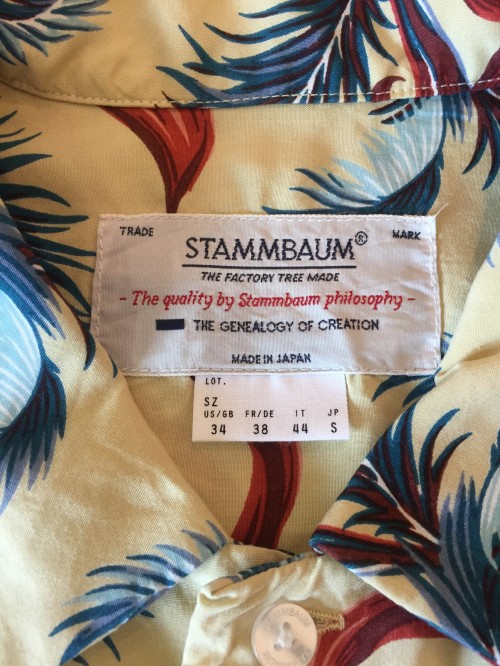 TRADE MARK
STAMMBAUM®
THE FACTORY TREE MADE
- The quality by Stammbaum philosophy -
THE GENEALOGY OF CREATION
MADE IN JAPAN
LOT.
SZ
US/GB FR/DE IT JP
34 38 44 S
STAMMBAUM